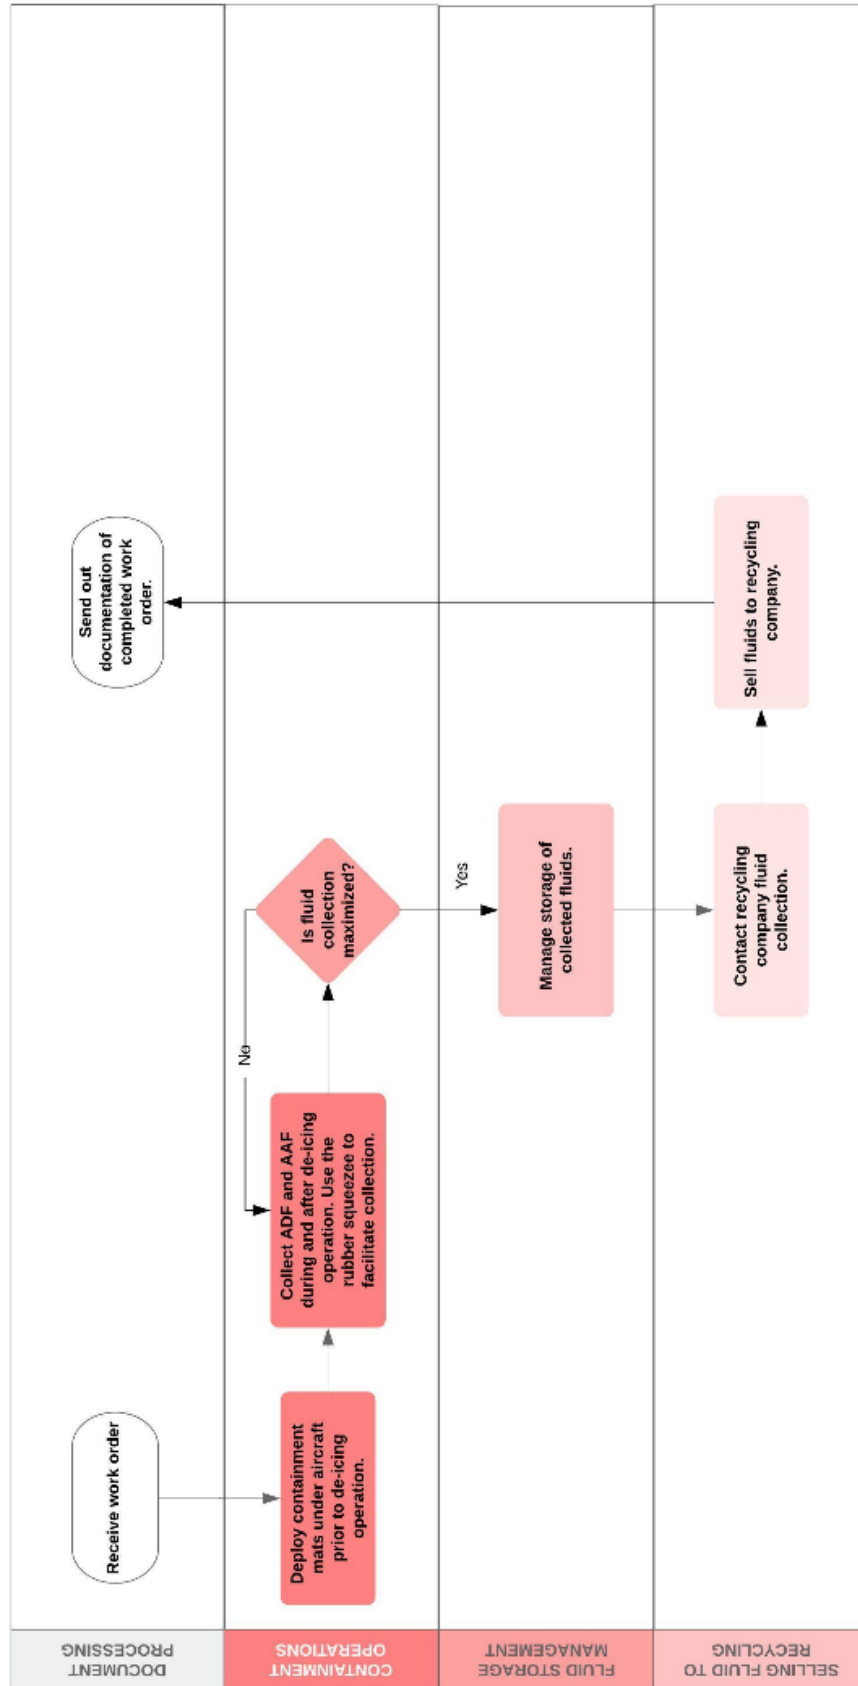 DOCUMENT
PROCESSING
Receive work order
Send out
documentation of
completed work
order.
CONTAINMENT
OPERATIONS
Deploy containment
mats under aircraft
prior to de-icing
operation.
Collect ADF and AAF
during and after de-icing
operation. Use the
rubber squeezee to
facilitate collection.
No
Is fluid
collection
maximized?
Yes
FLUID STORAGE
MANAGEMENT
Manage storage of
collected fluids.
SELLING FLUID TO
RECYCLING
Contact recycling
company fluid
collection.
Sell fluids to recycling
company.